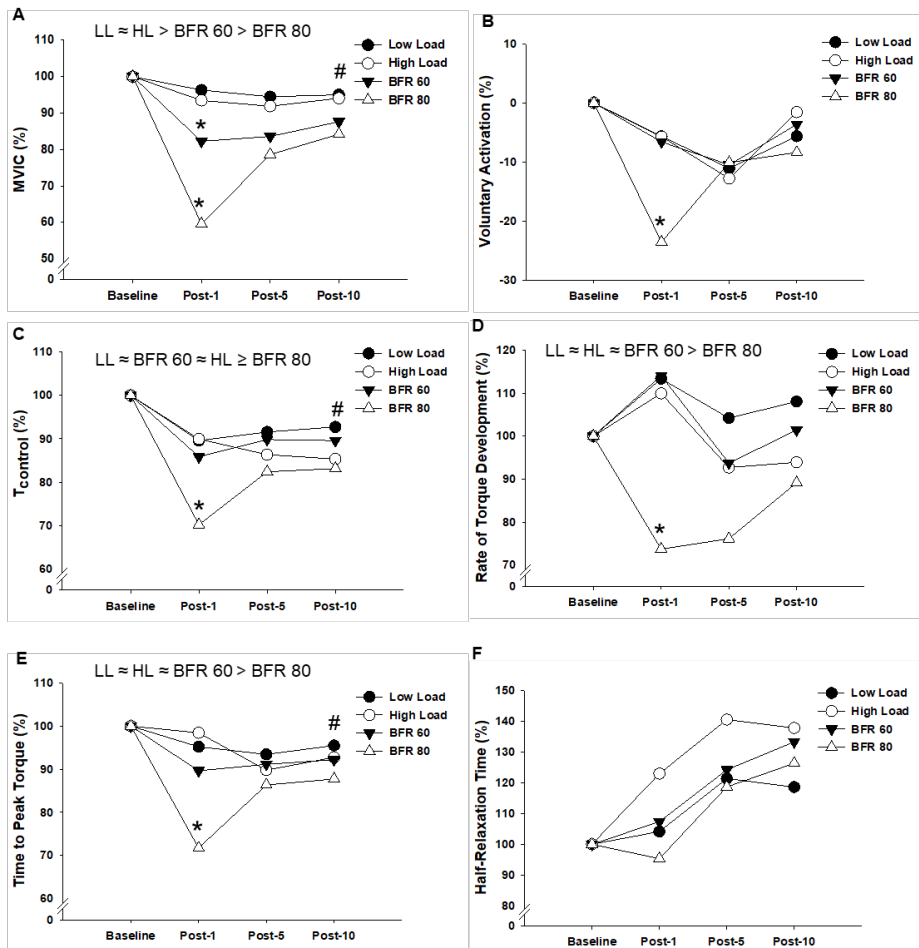 A
LL ≈ HL > BFR 60 > BFR 80
Low Load
High Load
BFR 60
BFR 80
#
*
*
MVIC (%)
110
100
90
80
70
60
50
0
Baseline Post-1 Post-5 Post-10
B
Low Load
High Load
BFR 60
BFR 80
*
Voluntary Activation (%)
10
0
-10
-20
-30
Baseline Post-1 Post-5 Post-10
C
LL ≈ BFR 60 ≈ HL ≥ BFR 80
Low Load
High Load
BFR 60
BFR 80
#
*
Tcontrol (%)
110
100
90
80
70
60
0
Baseline Post-1 Post-5 Post-10
D
LL ≈ HL ≈ BFR 60 > BFR 80
Low Load
High Load
BFR 60
BFR 80
*
Rate of Torque Development (%)
120
110
100
90
80
70
0
Baseline Post-1 Post-5 Post-10
E
LL ≈ HL ≈ BFR 60 > BFR 80
Low Load
High Load
BFR 60
BFR 80
#
*
Time to Peak Torque (%)
110
100
90
80
70
60
0
Baseline Post-1 Post-5 Post-10
F
Low Load
High Load
BFR 60
BFR 80
Half-Relaxation Time (%)
150
140
130
120
110
100
90
80
0
Baseline Post-1 Post-5 Post-10